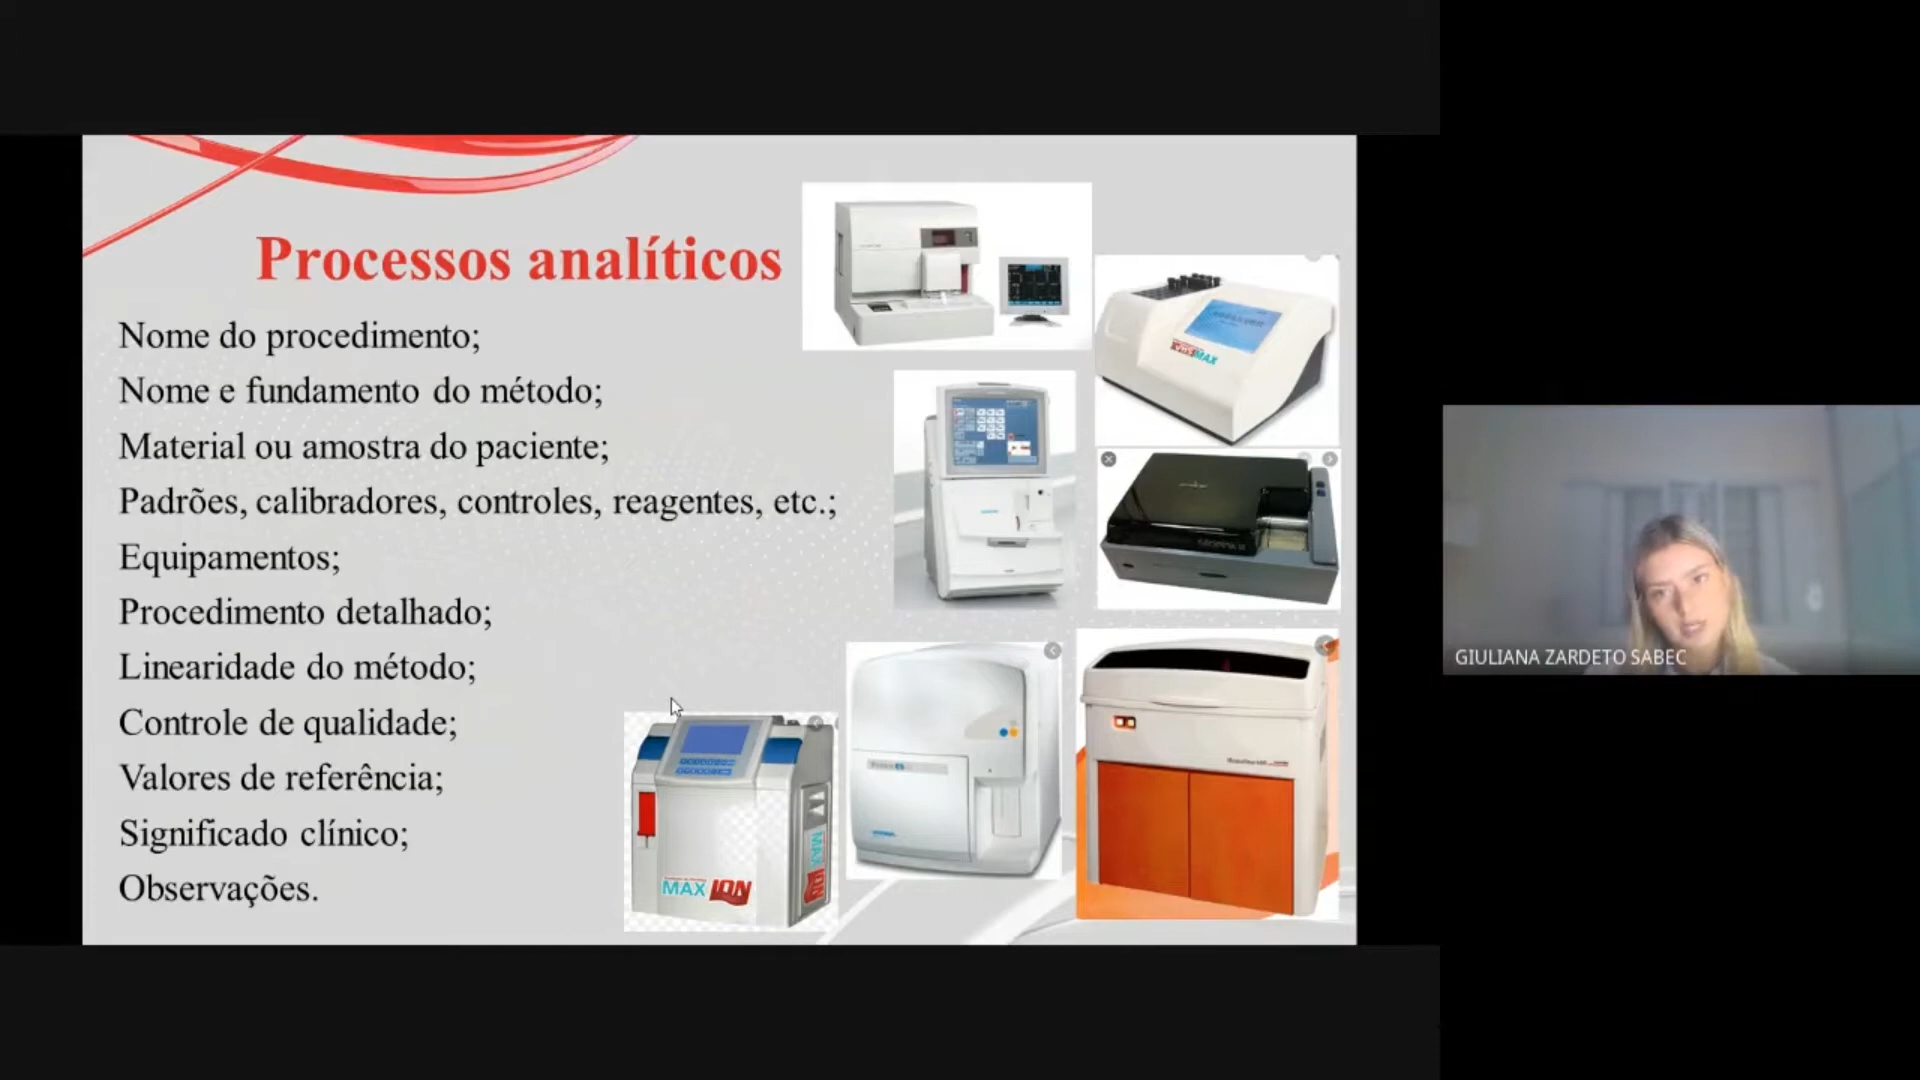 Processos analíticos
Nome do procedimento;
Nome e fundamento do método;
Material ou amostra do paciente;
Padrões, calibradores, controles, reagentes, etc.;
Equipamentos;
Procedimento detalhado;
Linearidade do método;
Controle de qualidade;
Valores de referência;
Significado clínico;
Observações.
MAX ION
MAX ION
GIULIANA ZARDETO SABEC